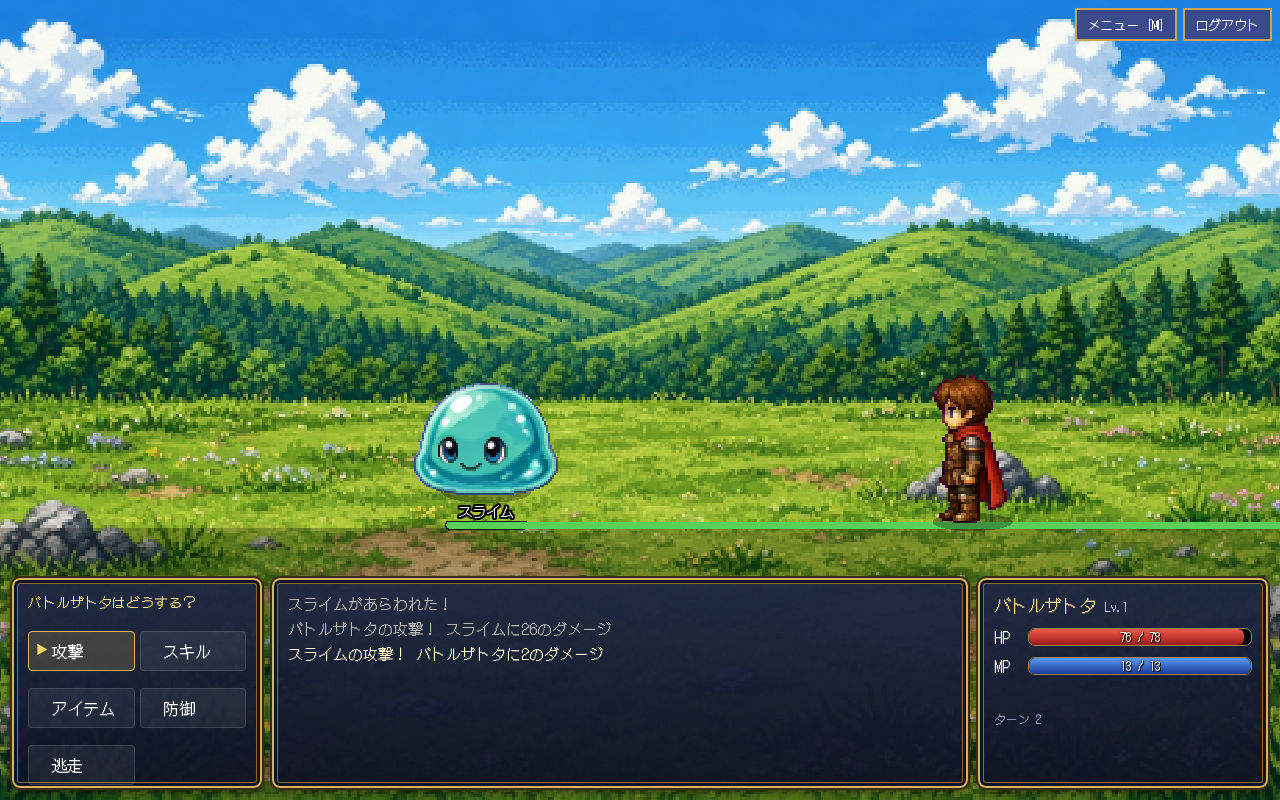 メニュー [M]
ログアウト
スライム
バトルザトタはどうする?
▶攻撃
スキル
アイテム
防御
逃走
スライムがあらわれた!
バトルザトタの攻撃! スライムに26のダメージ
スライムの攻撃! バトルザトタに2のダメージ
バトルザトタ Lv.1
HP 76 / 78
MP 13 / 13
ターン 2